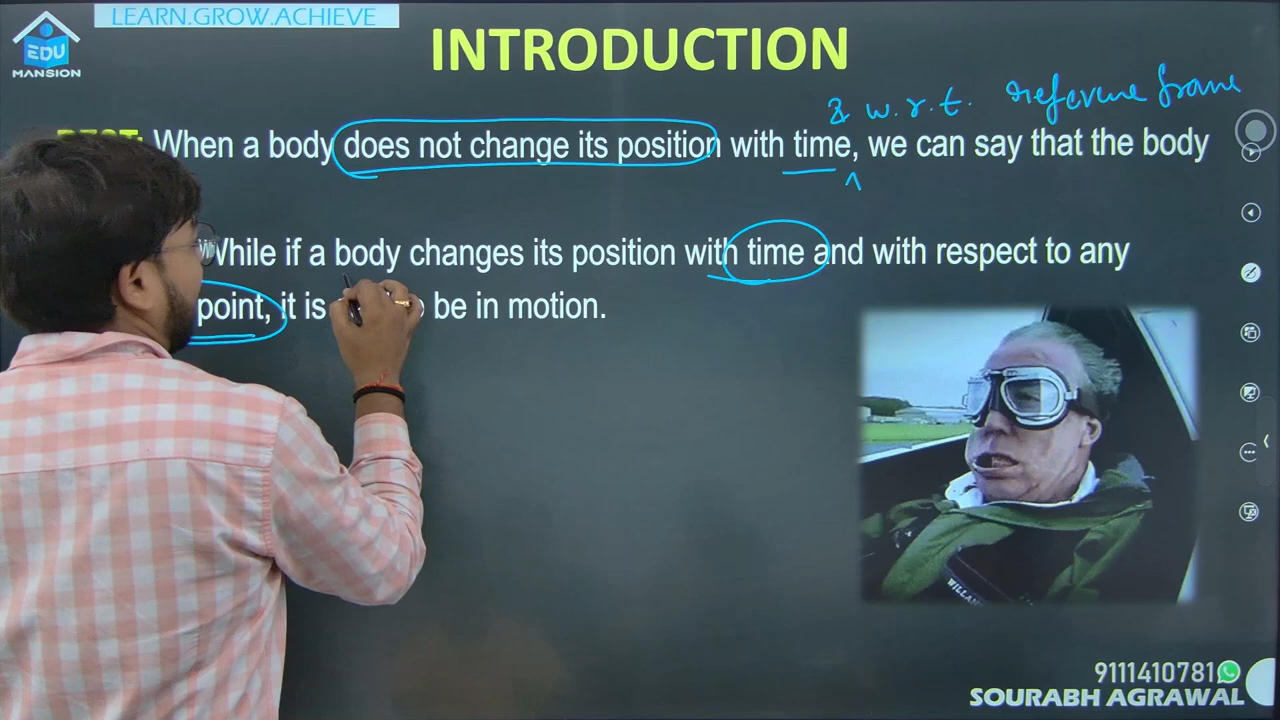 LEARN.GROW.ACHIEVE
EDU
MANSION
INTRODUCTION
& w.r.t. reference frame
REST: When a body does not change its position with time, we can say that the body
^
While if a body changes its position with time and with respect to any
point, it is be in motion.
WILLAN
9111410781
SOURABH AGRAWAL